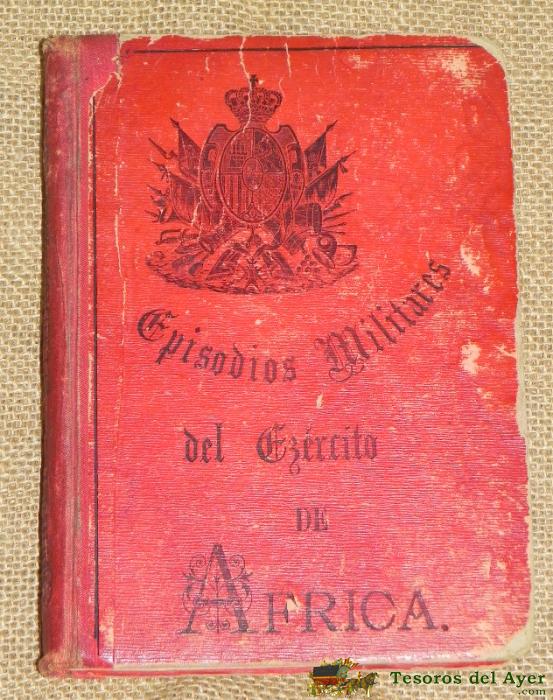 Episodios Militares
del Ezército
DE
AFRICA.
Tesoros del Ayer
.com